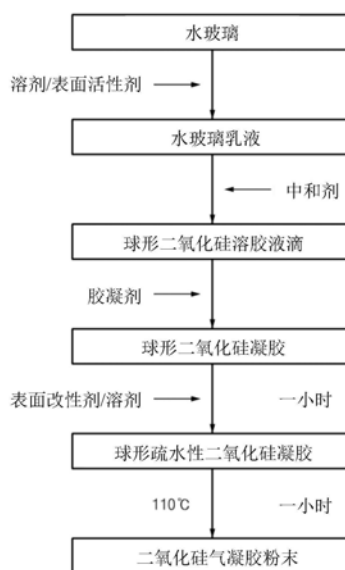 水玻璃
溶剂/表面活性剂
水玻璃乳液
中和剂
球形二氧化硅溶胶液滴
胶凝剂
球形二氧化硅凝胶
表面改性剂/溶剂
一小时
球形疏水性二氧化硅凝胶
110℃
一小时
二氧化硅气凝胶粉末